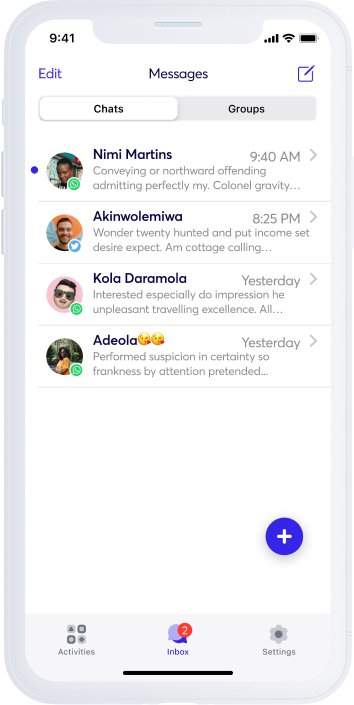 9:41
Edit
Messages
Chats
Groups
Nimi Martins
9:40 AM
Conveying or northward offending
admitting perfectly my. Colonel gravity...
Akinwolemiwa
8:25 PM
Wonder twenty hunted and put income set
desire expect. Am cottage calling...
Kola Daramola
Yesterday
Interested especially do impression he
unpleasant travelling excellence. All...
Adeola😘😘
Yesterday
Performed suspicion in certainty so
frankness by attention pretended...
2
Activities
Inbox
Settings